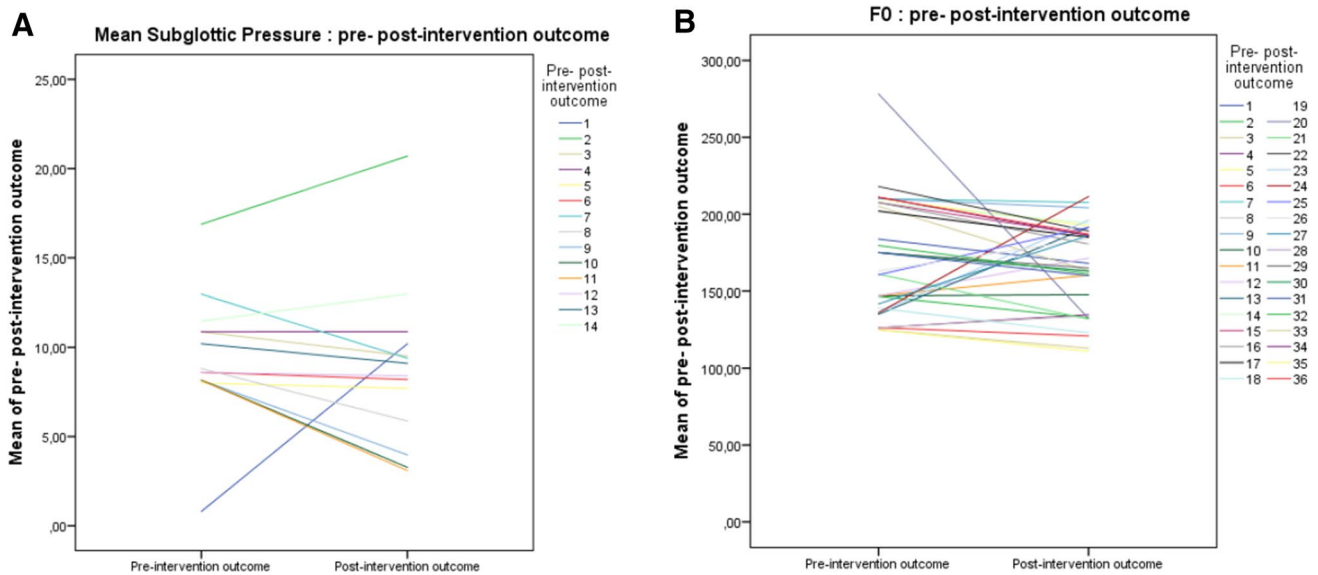 A
Mean Subglottic Pressure : pre- post-intervention outcome
Mean of pre- post-intervention outcome
25,00
20,00
15,00
10,00
5,00
,00
Pre-intervention outcome
Post-intervention outcome
Pre- post-
intervention
outcome
1
2
3
4
5
6
7
8
9
10
11
12
13
14
B
F0 : pre- post-intervention outcome
Mean of pre- post-intervention outcome
300,00
250,00
200,00
150,00
100,00
50,00
,00
Pre-intervention outcome
Post-intervention outcome
Pre- post-
intervention
outcome
1 19
2 20
3 21
4 22
5 23
6 24
7 25
8 26
9 27
10 28
11 29
12 30
13 31
14 32
15 33
16 34
17 35
18 36